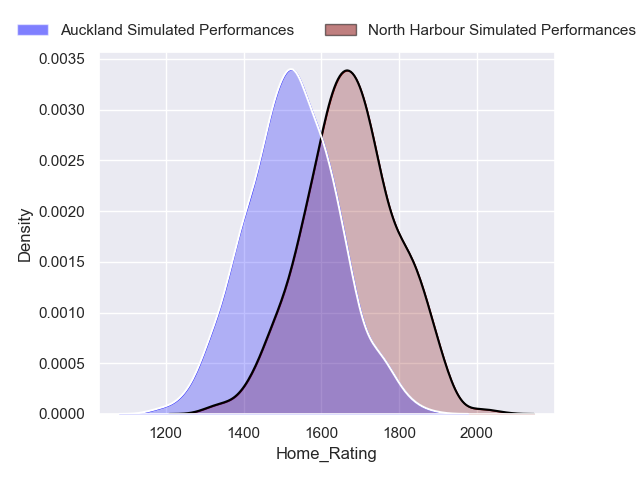 Auckland Simulated Performances
North Harbour Simulated Performances
0.0035
0.0030
0.0025
0.0020
0.0015
0.0010
0.0005
0.0000
Density
1200 1400 1600 1800 2000
Home_Rating